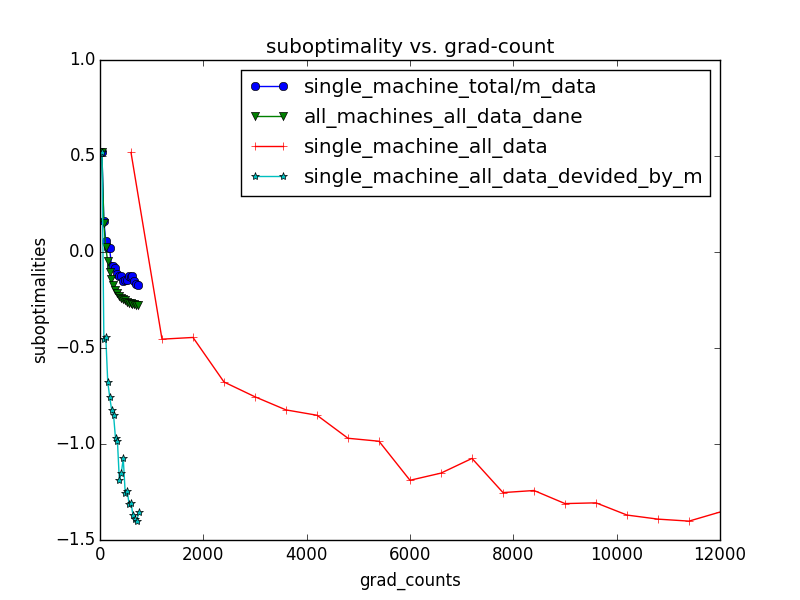 suboptimality vs. grad-count
single_machine_total/m_data
all_machines_all_data_dane
single_machine_all_data
single_machine_all_data_devided_by_m
1.0
0.5
0.0
−0.5
−1.0
−1.5
suboptimalities
0 2000 4000 6000 8000 10000 12000
grad_counts